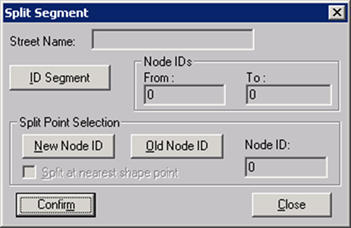 Split Segment
Street Name:
ID Segment
Node IDs
From :
To :
0
0
Split Point Selection
New Node ID
Old Node ID
Node ID:
Split at nearest shape point
0
Confirm
Close